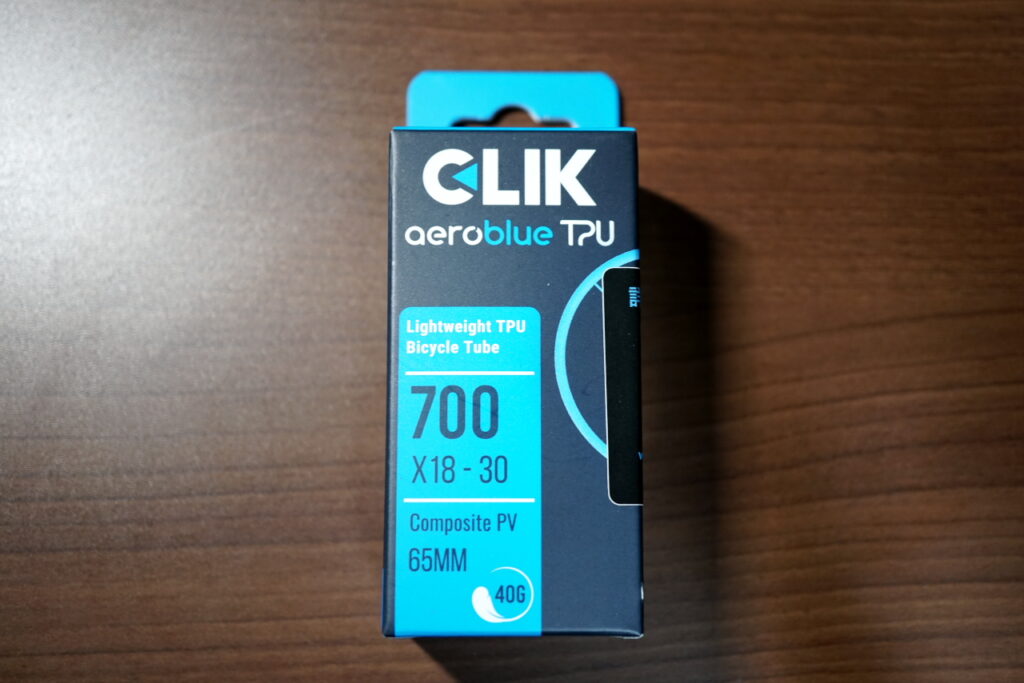 CLIK
aeroblue TPU
Lightweight TPU
Bicycle Tube
700
X18 - 30
Composite PV
65MM
40G